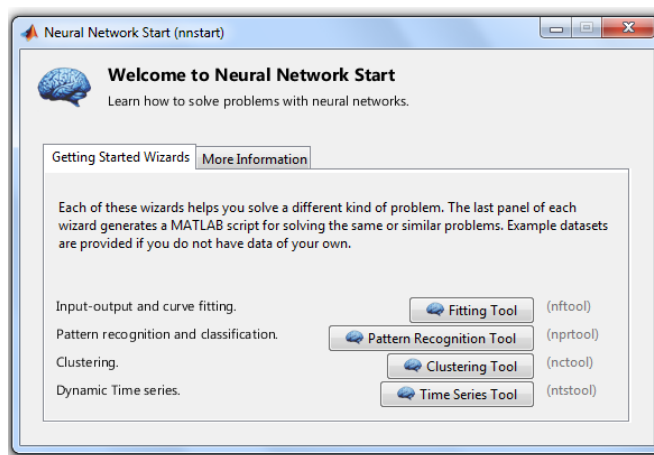 Neural Network Start (nnstart)
Welcome to Neural Network Start
Learn how to solve problems with neural networks.
Getting Started Wizards More Information
Each of these wizards helps you solve a different kind of problem. The last panel of each
wizard generates a MATLAB script for solving the same or similar problems. Example datasets
are provided if you do not have data of your own.
Input-output and curve fitting. Fitting Tool (nftool)
Pattern recognition and classification. Pattern Recognition Tool (nprtool)
Clustering. Clustering Tool (nctool)
Dynamic Time series. Time Series Tool (ntstool)